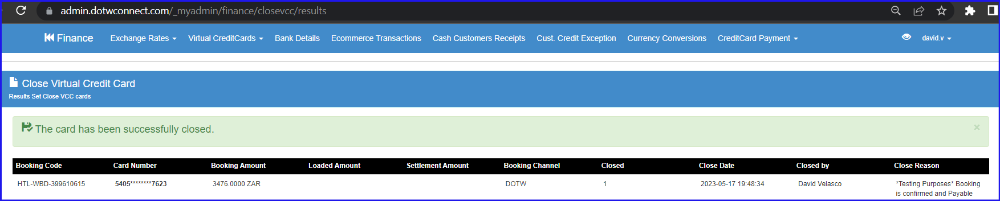 admin.dotwconnect.com/_myadmin/finance/closevcc/results
Finance Exchange Rates Virtual CreditCards Bank Details Ecommerce Transactions Cash Customers Receipts Cust. Credit Exception Currency Conversions CreditCard Payment david.v
Close Virtual Credit Card
Results Set Close VCC cards
The card has been successfully closed. ×
Booking Code Card Number Booking Amount Loaded Amount Settlement Amount Booking Channel Closed Close Date Closed by Close Reason
HTL-WBD-399610615 5405********7623 3476.0000 ZAR DOTW 1 2023-05-17 19:48:34 David Velasco *Testing Purposes* Booking
is confirmed and Payable